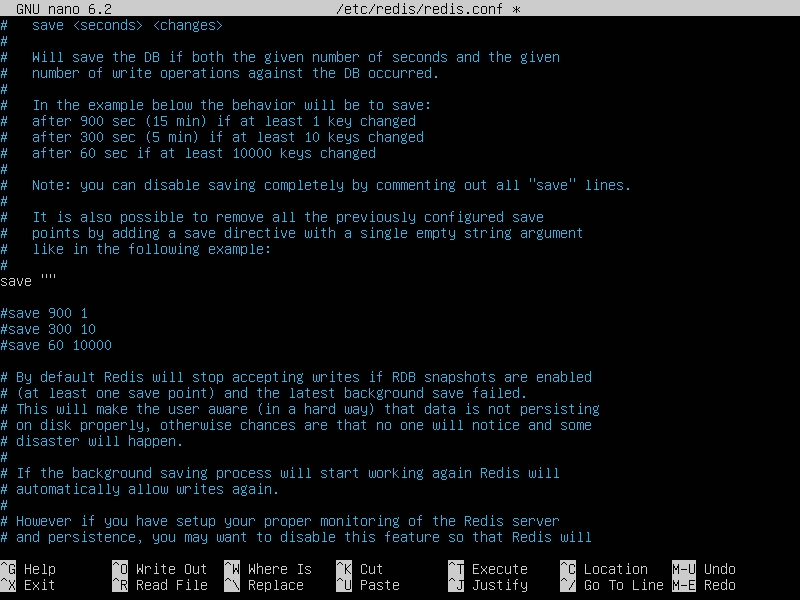 GNU nano 6.2 /etc/redis/redis.conf *
#   save <seconds> <changes>
#
#   Will save the DB if both the given number of seconds and the given
#   number of write operations against the DB occurred.
#
#   In the example below the behavior will be to save:
#   after 900 sec (15 min) if at least 1 key changed
#   after 300 sec (5 min) if at least 10 keys changed
#   after 60 sec if at least 10000 keys changed
#
#   Note: you can disable saving completely by commenting out all "save" lines.
#
#   It is also possible to remove all the previously configured save
#   points by adding a save directive with a single empty string argument
#   like in the following example:
#
save ""

#save 900 1
#save 300 10
#save 60 10000

# By default Redis will stop accepting writes if RDB snapshots are enabled
# (at least one save point) and the latest background save failed.
# This will make the user aware (in a hard way) that data is not persisting
# on disk properly, otherwise chances are that no one will notice and some
# disaster will happen.
#
# If the background saving process will start working again Redis will
# automatically allow writes again.
#
# However if you have setup your proper monitoring of the Redis server
# and persistence, you may want to disable this feature so that Redis will

^G Help ^O Write Out ^W Where Is ^K Cut ^T Execute ^C Location M-U Undo
^X Exit ^R Read File ^\ Replace ^U Paste ^J Justify ^/ Go To Line M-E Redo